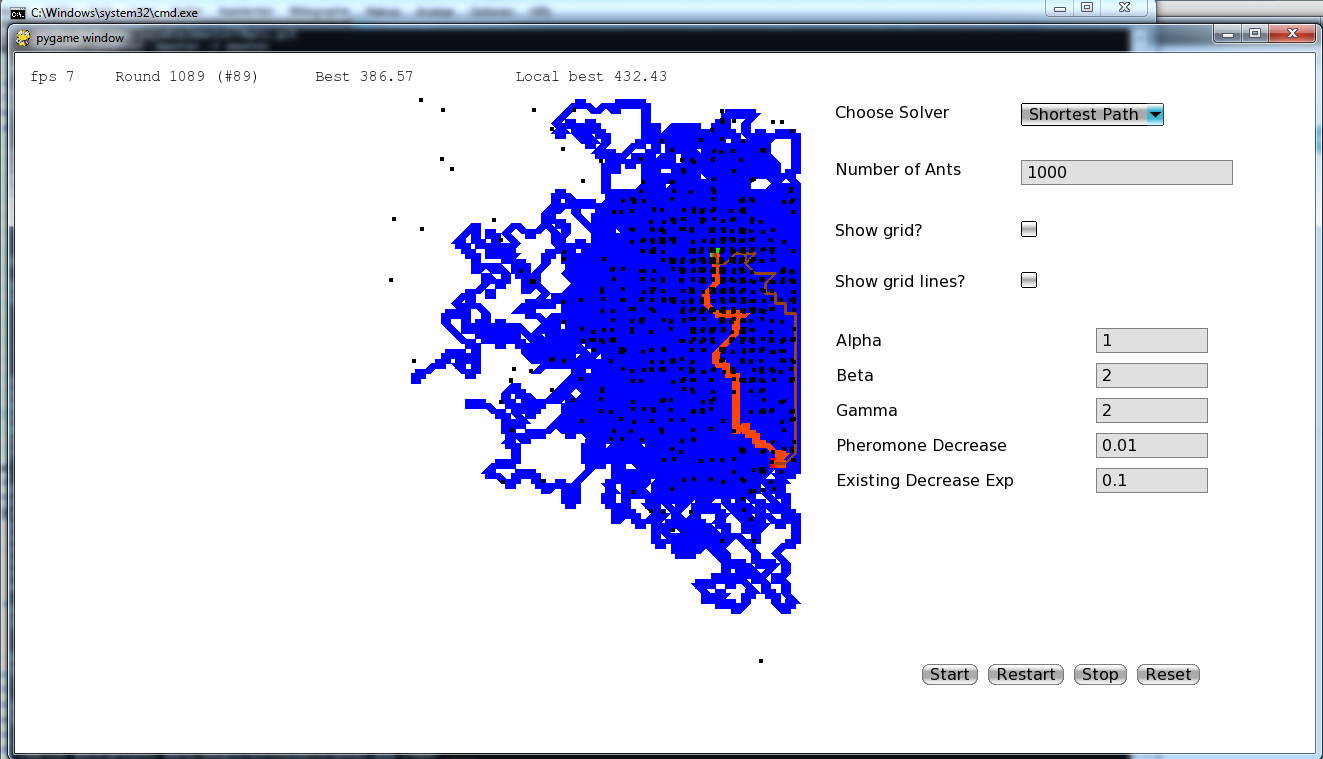 C:\Windows\system32\cmd.exe
pygame window
fps 7 Round 1089 (#89) Best 386.57 Local best 432.43
Choose Solver Shortest Path
Number of Ants 1000
Show grid?
Show grid lines?
Alpha 1
Beta 2
Gamma 2
Pheromone Decrease 0.01
Existing Decrease Exp 0.1
Start Restart Stop Reset